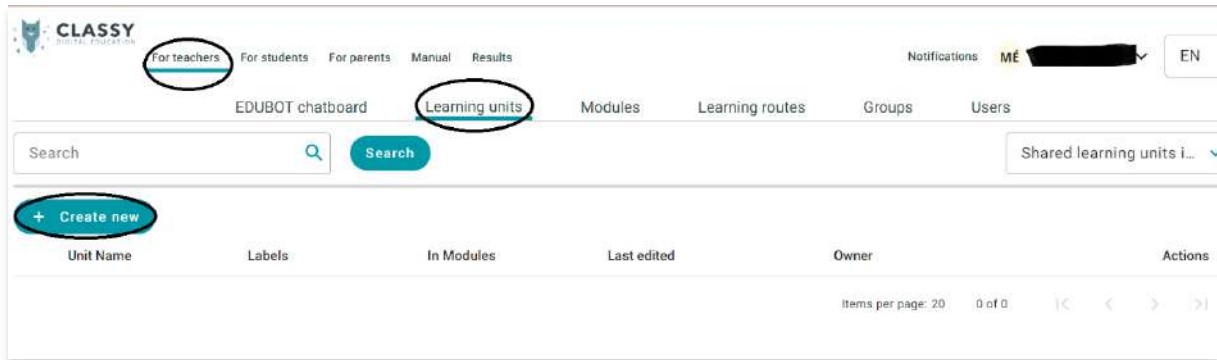 CLASSY
DIGITAL EDUCATION
For teachers For students For parents Manual Results Notifications MÉ EN
EDUBOT chatboard Learning units Modules Learning routes Groups Users
Search Search Shared learning units i...
+ Create new
Unit Name Labels In Modules Last edited Owner Actions
Items per page: 20 0 of 0